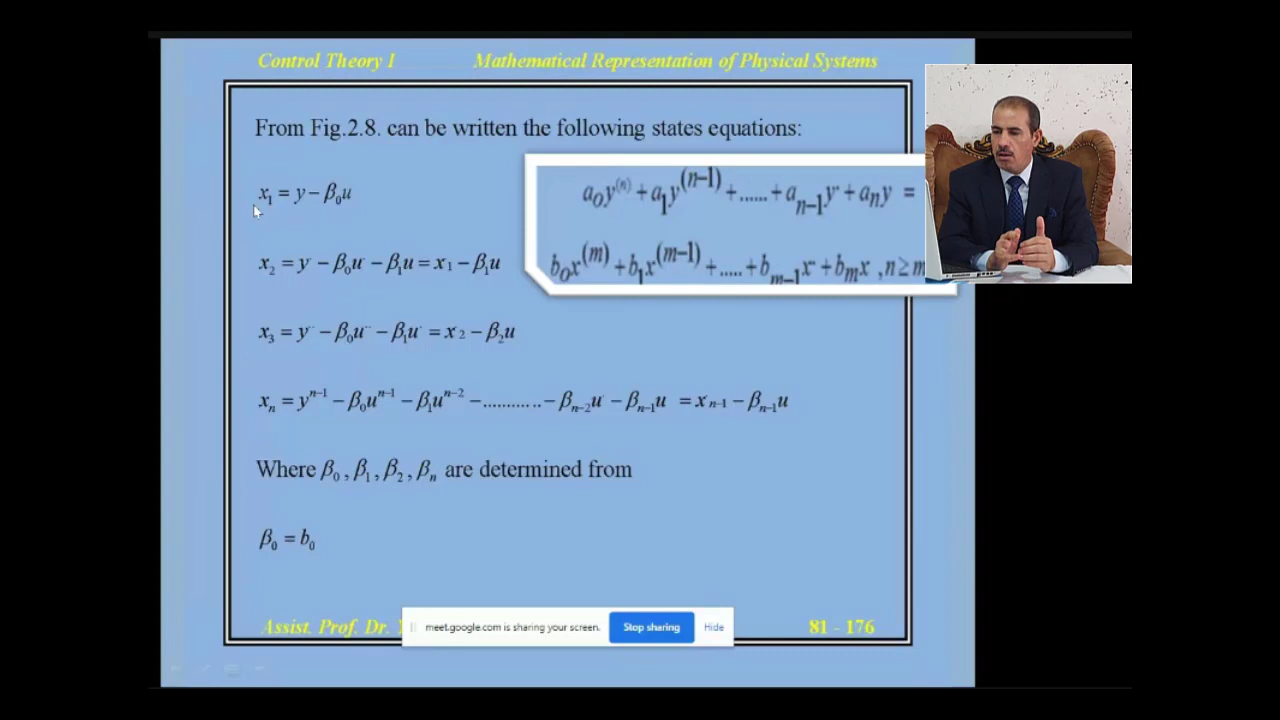 Control Theory I Mathematical Representation of Physical Systems
From Fig.2.8. can be written the following states equations:
x₁ = y − β₀u
a₀y⁽ⁿ⁾ + a₁y⁽ⁿ⁻¹⁾ + ...... + aₙ₋₁y· + aₙy =
b₀x⁽ᵐ⁾ + b₁x⁽ᵐ⁻¹⁾ + ..... + bₘ₋₁x· + bₘx , n ≥ m
x₂ = y· − β₀u· − β₁u = x·₁ − β₁u
x₃ = y·· − β₀u·· − β₁u· = x·₂ − β₂u
xₙ = yⁿ⁻¹ − β₀uⁿ⁻¹ − β₁uⁿ⁻² − ........... − βₙ₋₂u· − βₙ₋₁u = x·ₙ₋₁ − βₙ₋₁u
Where β₀ , β₁ , β₂ , βₙ are determined from
β₀ = b₀
Assist. Prof. Dr. 81 - 176
meet.google.com is sharing your screen. Stop sharing Hide